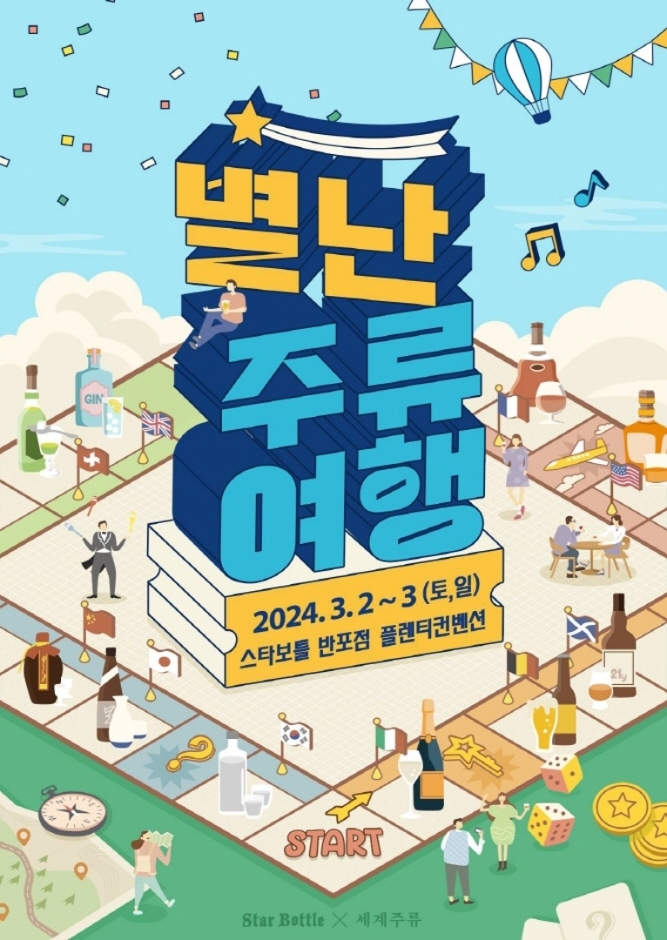 별난
주류
여행
GIN
2024. 3. 2 ~ 3 (토,일)
스타보틀 반포점 플렌티컨벤션
21y
START
?
Star Bottle × 세계주류